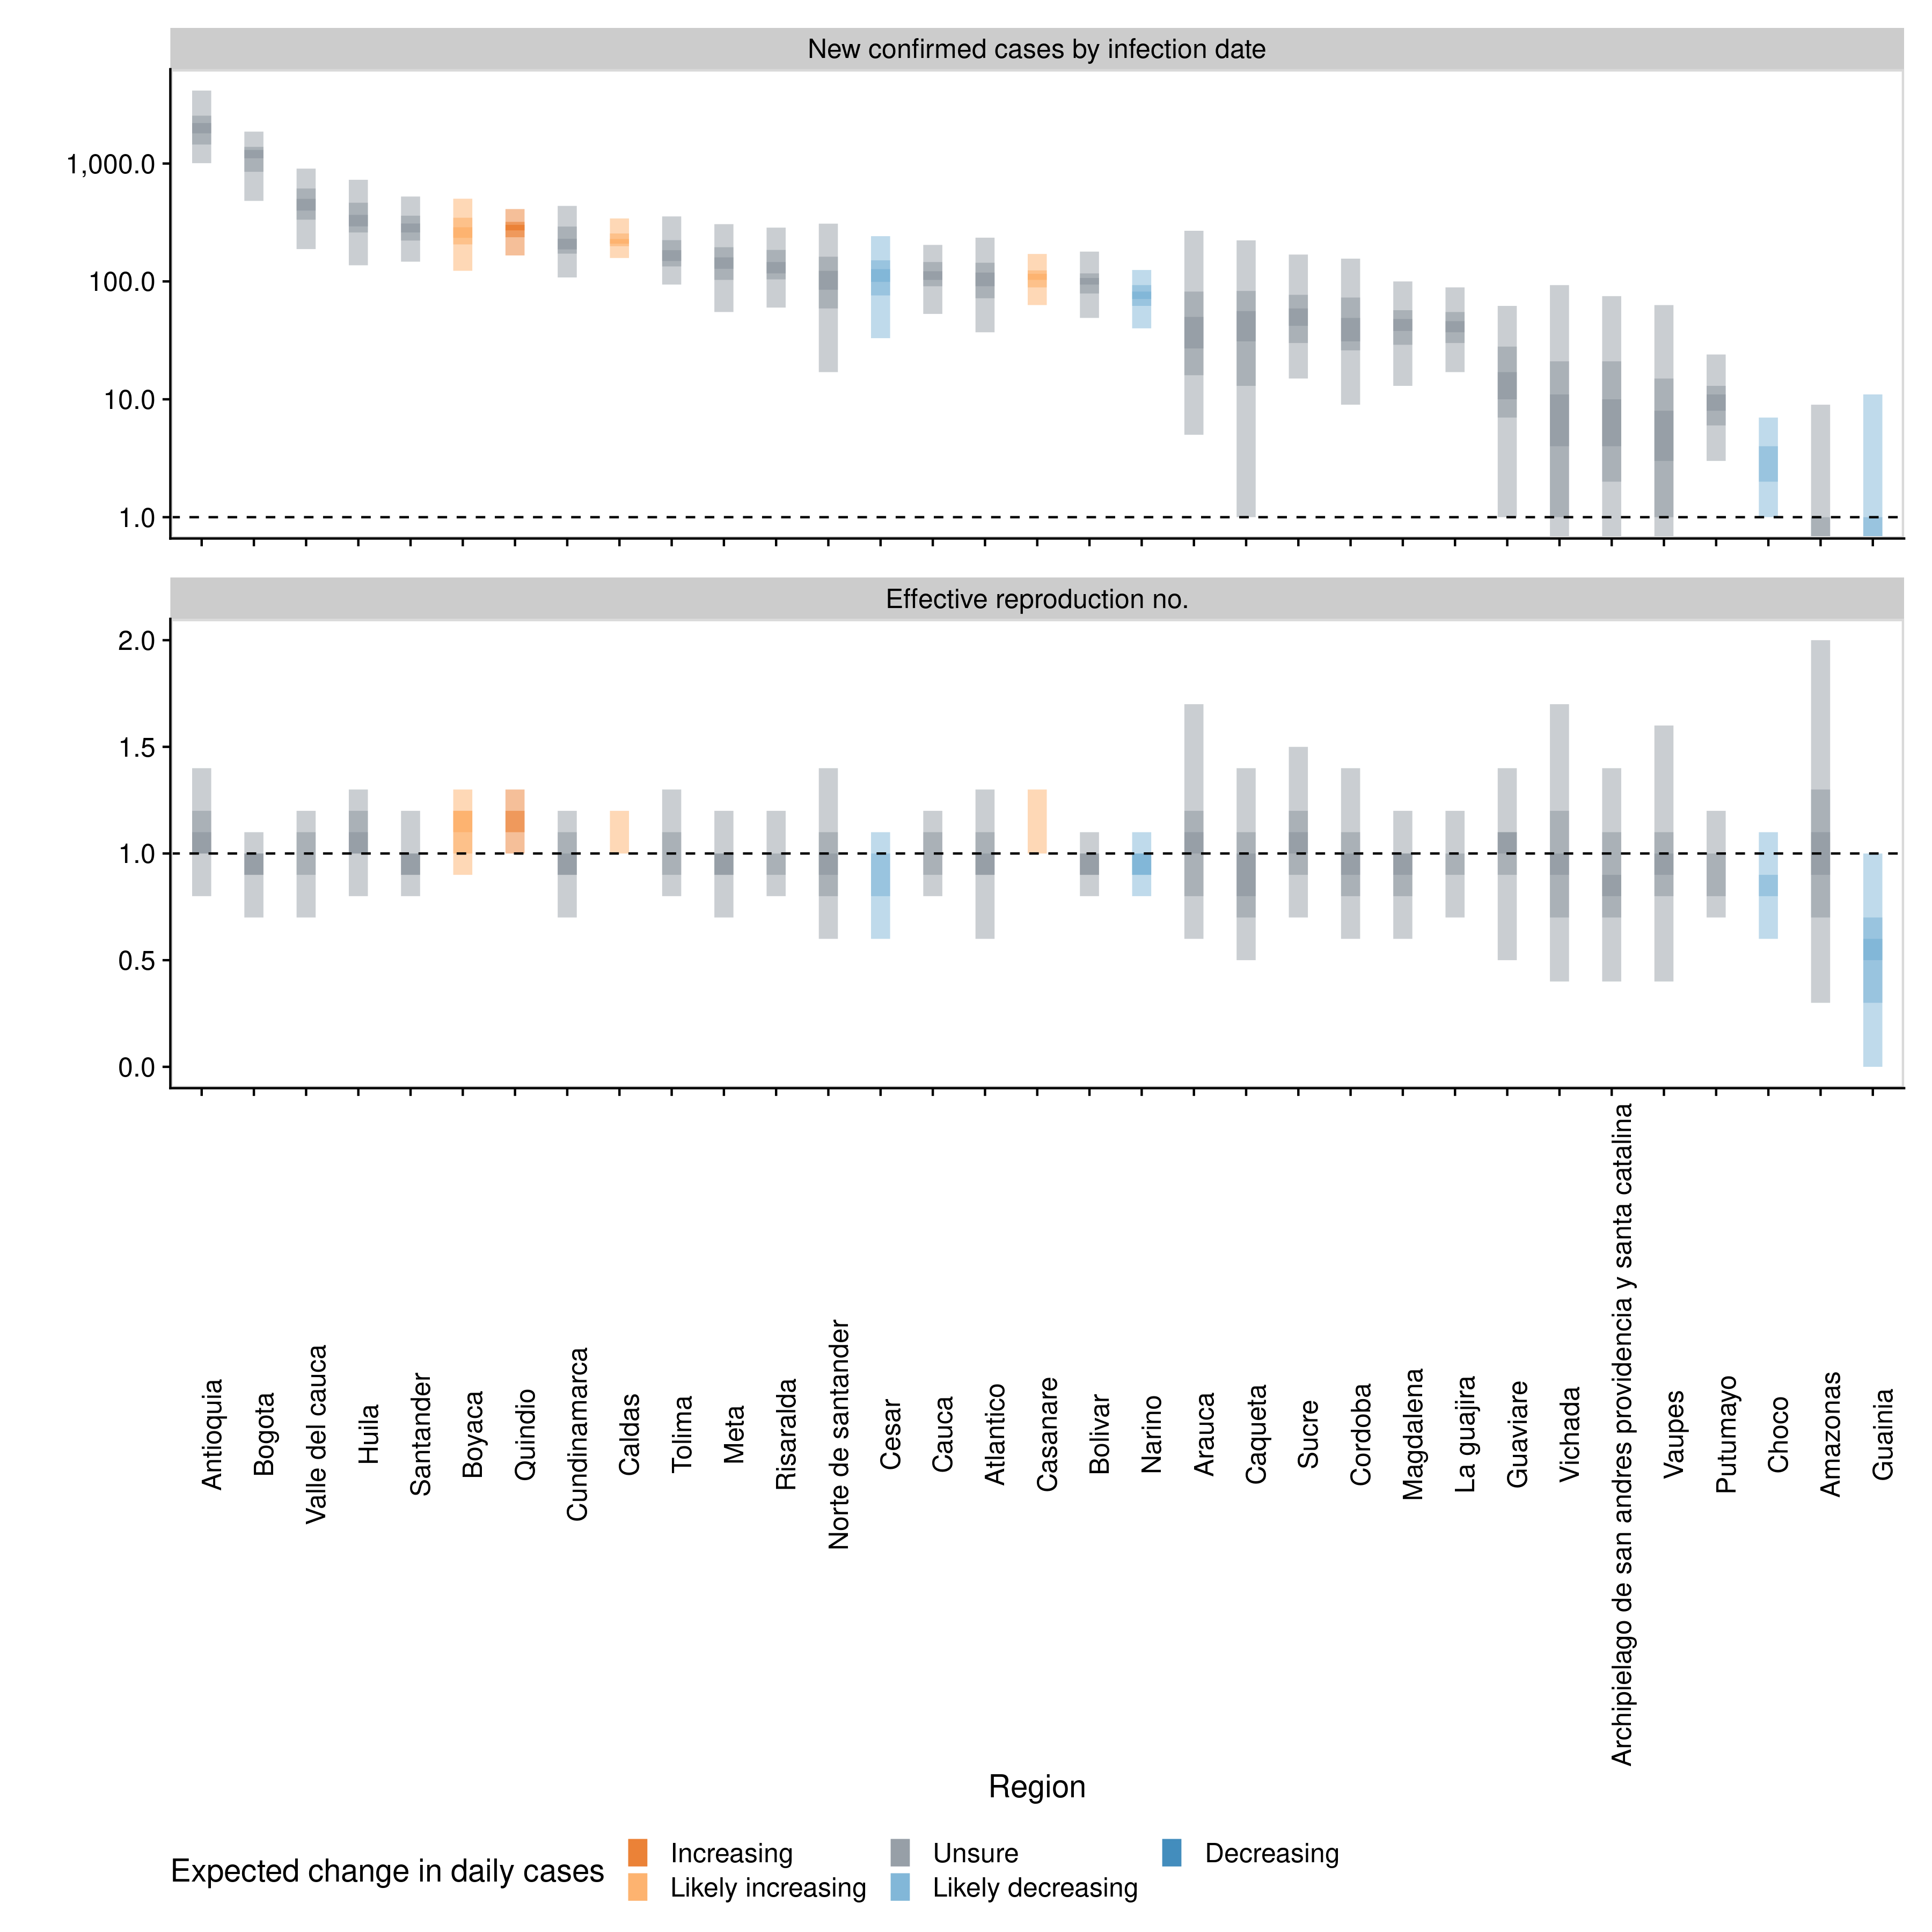 New confirmed cases by infection date
1,000.0
100.0
10.0
1.0
Effective reproduction no.
2.0
1.5
1.0
0.5
0.0
Antioquia
Bogota
Valle del cauca
Huila
Santander
Boyaca
Quindio
Cundinamarca
Caldas
Tolima
Meta
Risaralda
Norte de santander
Cesar
Cauca
Atlantico
Casanare
Bolivar
Narino
Arauca
Caqueta
Sucre
Cordoba
Magdalena
La guajira
Guaviare
Vichada
Archipielago de san andres providencia y santa catalina
Vaupes
Putumayo
Choco
Amazonas
Guainia
Region
Expected change in daily cases
Increasing
Likely increasing
Unsure
Likely decreasing
Decreasing